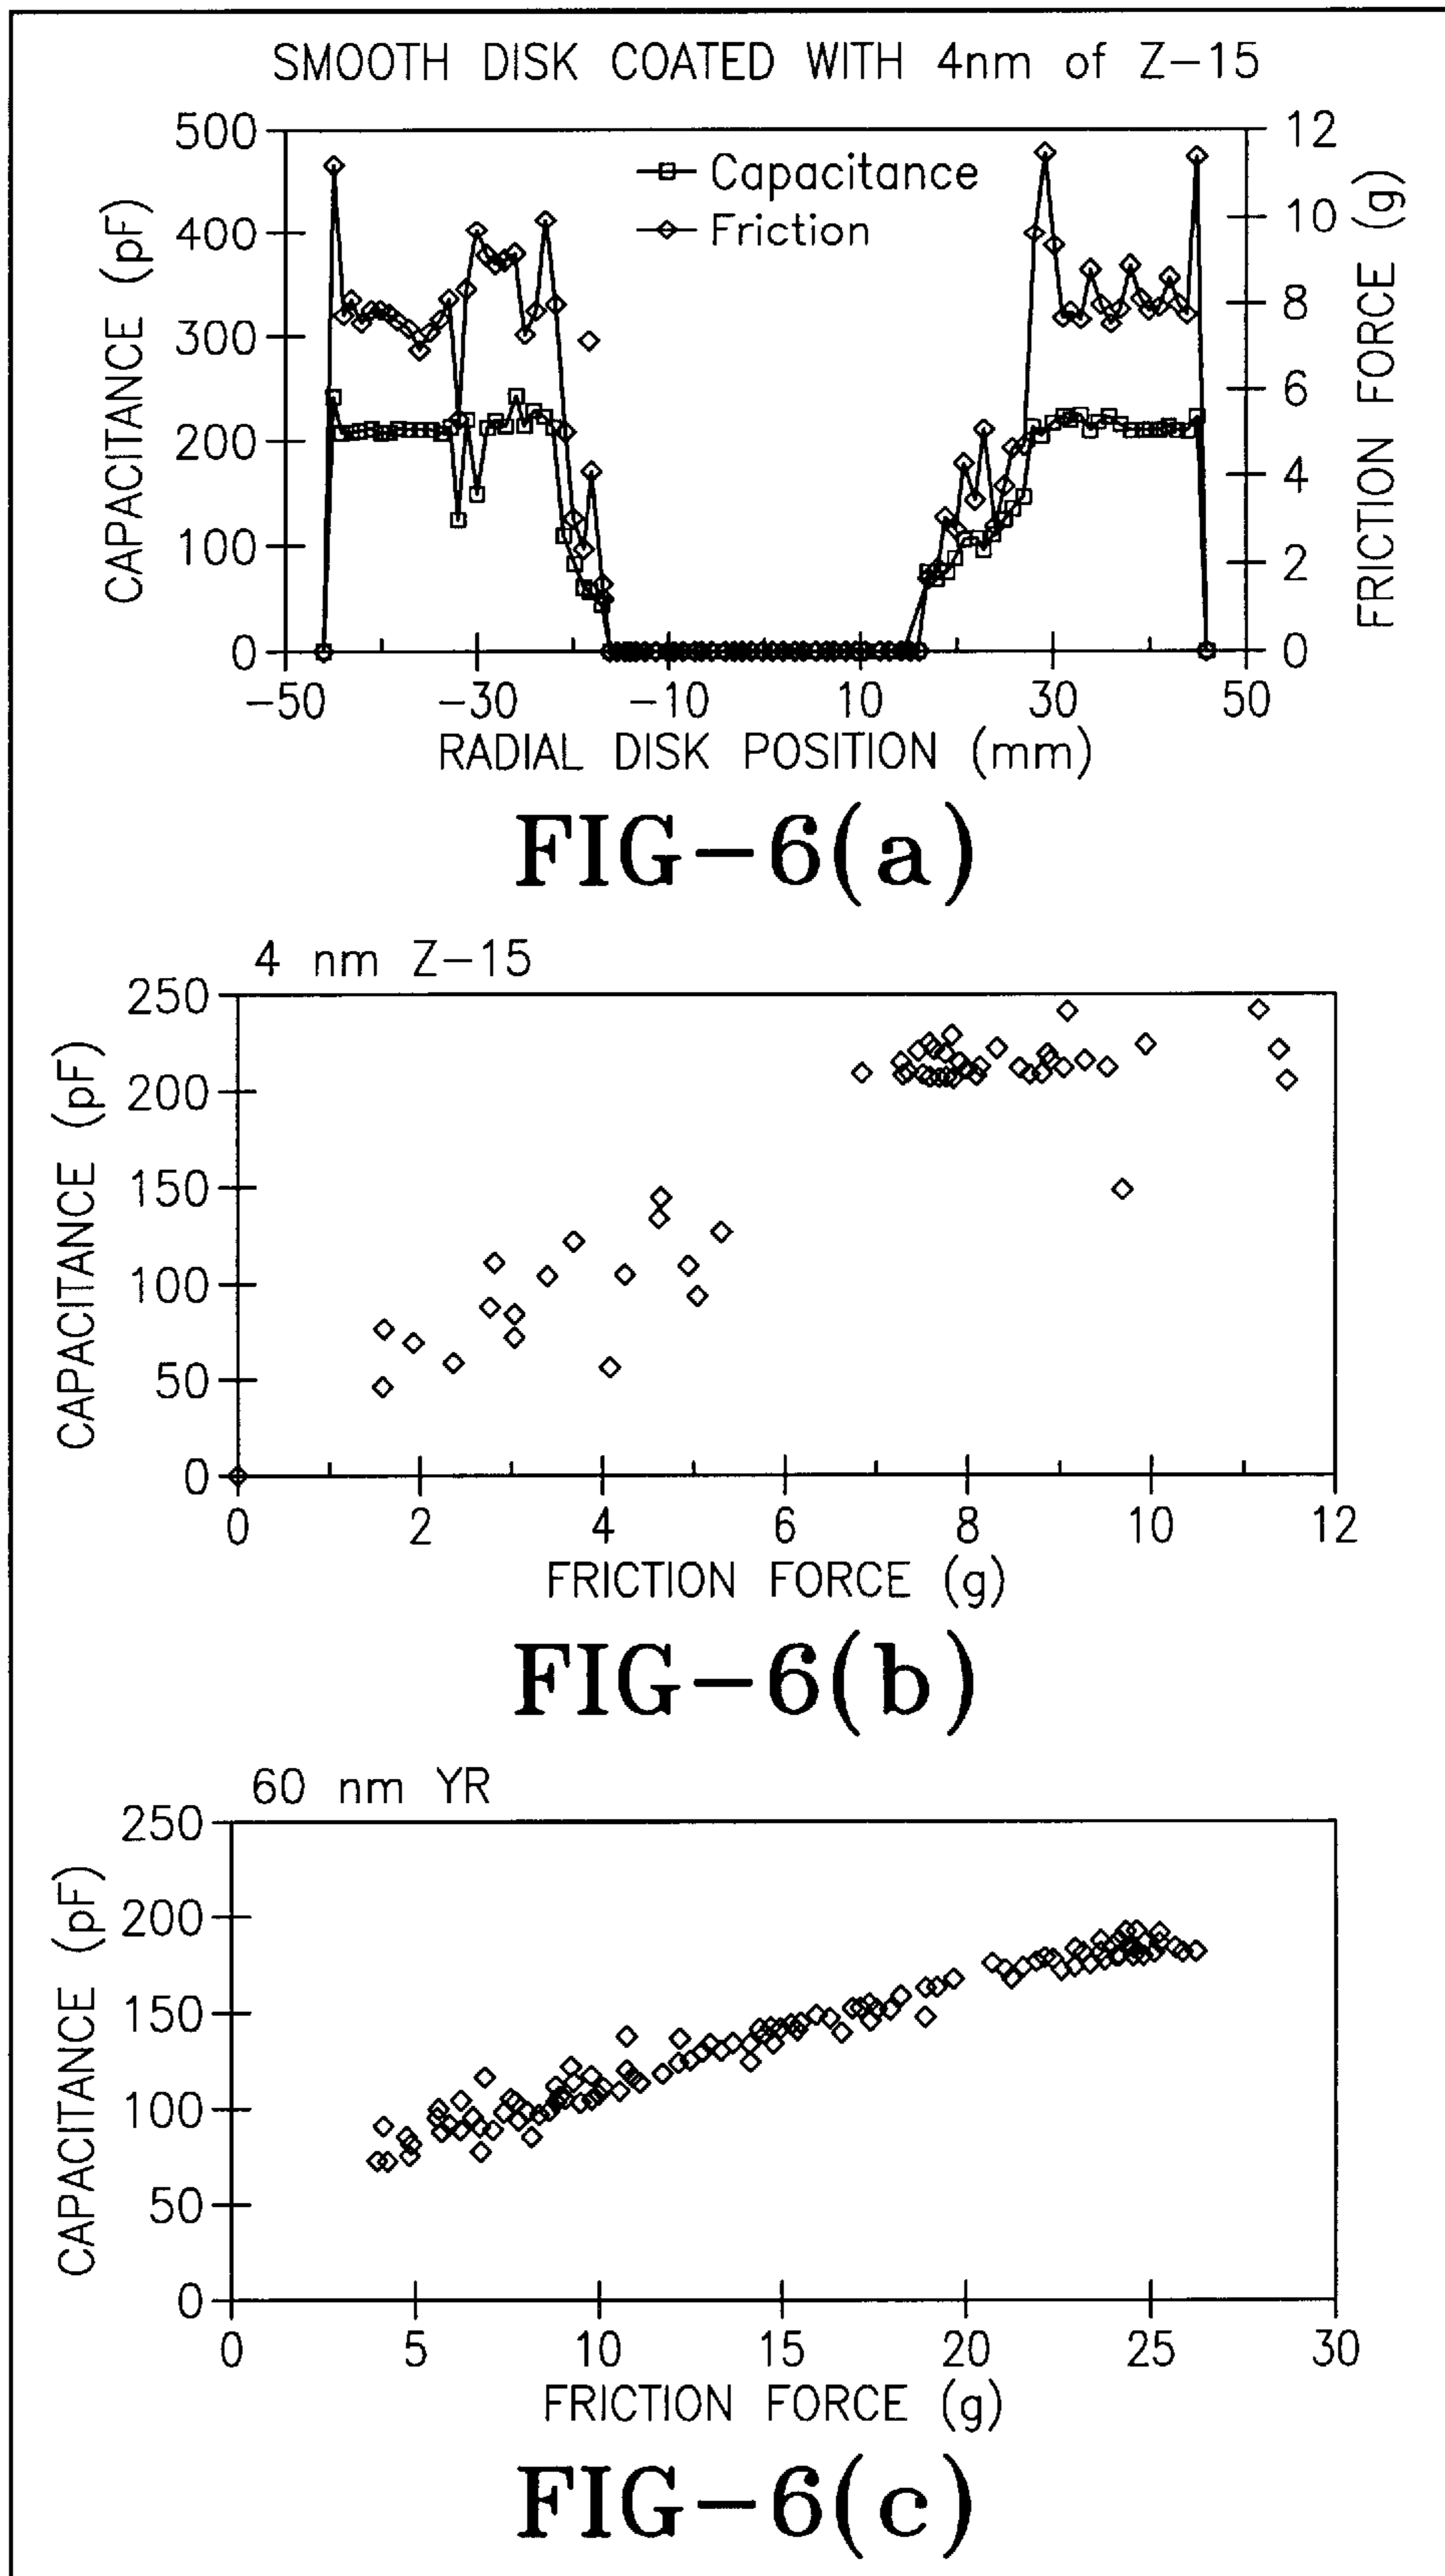 SMOOTH DISK COATED WITH 4nm of Z-15
500
400
300
200
100
0
CAPACITANCE (pF)
Capacitance
Friction
12
10
8
6
4
2
0
FRICTION FORCE (g)
-50 -30 -10 10 30 50
RADIAL DISK POSITION (mm)
FIG-6(a)
4 nm Z-15
250
200
150
100
50
0
CAPACITANCE (pF)
0 2 4 6 8 10 12
FRICTION FORCE (g)
FIG-6(b)
60 nm YR
250
200
150
100
50
0
CAPACITANCE (pF)
0 5 10 15 20 25 30
FRICTION FORCE (g)
FIG-6(c)